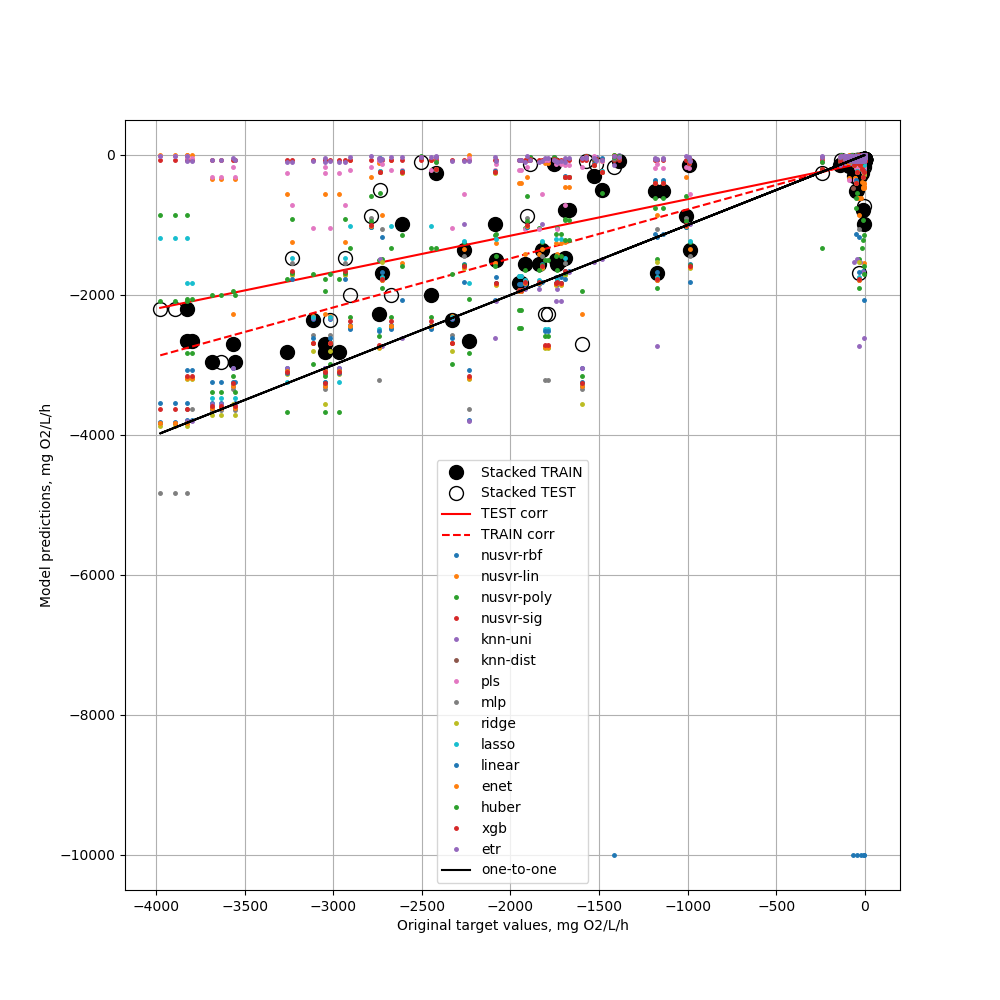 0
−2000
−4000
−6000
−8000
−10000
Model predictions, mg O2/L/h
Stacked TRAIN
Stacked TEST
TEST corr
TRAIN corr
nusvr-rbf
nusvr-lin
nusvr-poly
nusvr-sig
knn-uni
knn-dist
pls
mlp
ridge
lasso
linear
enet
huber
xgb
etr
one-to-one
−4000 −3500 −3000 −2500 −2000 −1500 −1000 −500 0
Original target values, mg O2/L/h